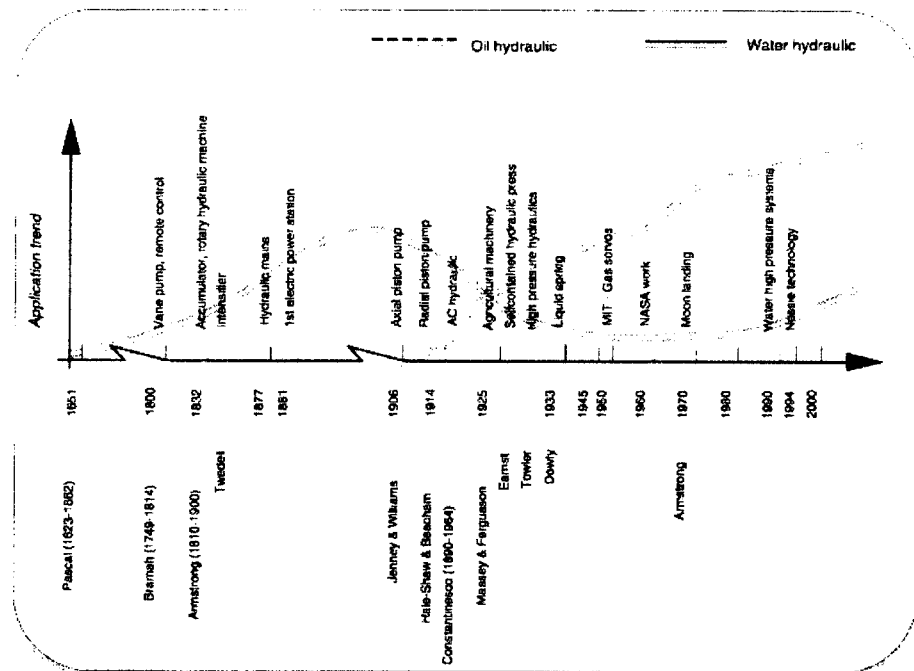 Oil hydraulic
Water hydraulic
Application trend
Vane pump, remote control
Accumulator, rotary hydraulic machine
Intensifier
Hydraulic mains
1st electric power station
Axial piston pump
Radial piston pump
AC hydraulic
Agricultural machinery
Selfcontained hydraulic press
High pressure hydraulics
Liquid spring
MIT - Gas servos
NASA work
Moon landing
Water high pressure systems
Nessie technology
1651
1800
1832
1877
1881
1906
1914
1925
1933
1945
1950
1960
1970
1980
1990
1994
2000
Pascal (1623-1662)
Bramah (1749-1814)
Armstrong (1810-1900)
Twedell
Jenney & Williams
Hale-Shaw & Beacham
Constantinesco (1890-1964)
Massey & Ferguason
Earnst
Towler
Dowty
Armstrong